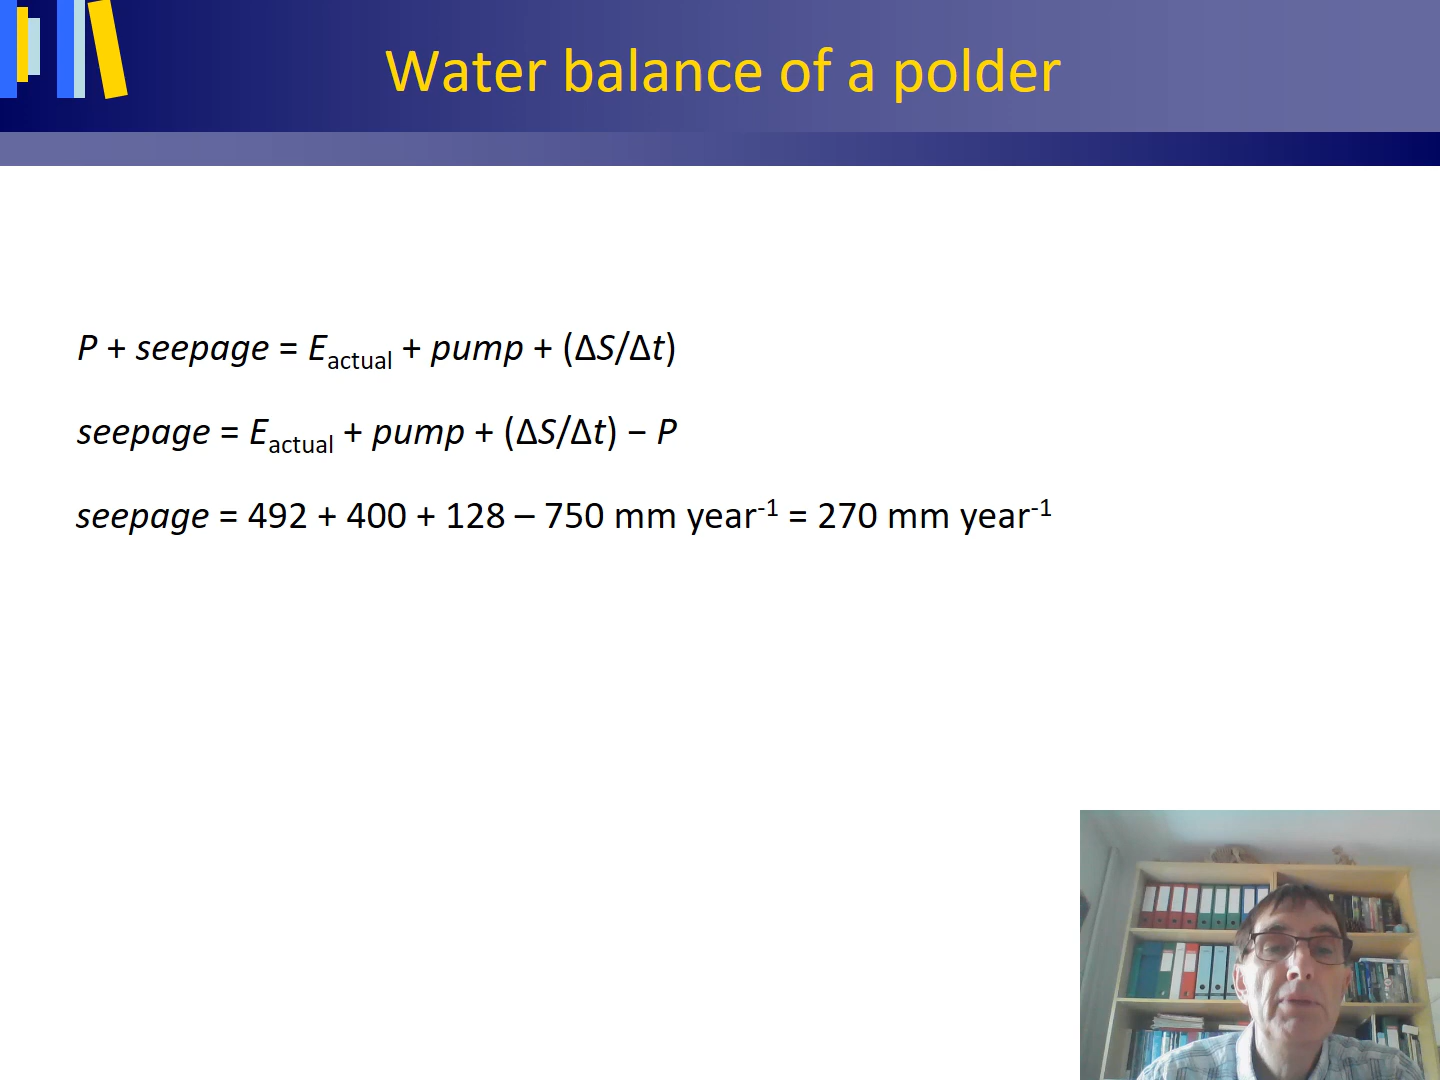 Water balance of a polder
P + seepage = E_actual + pump + (ΔS/Δt)
seepage = E_actual + pump + (ΔS/Δt) − P
seepage = 492 + 400 + 128 – 750 mm year⁻¹ = 270 mm year⁻¹